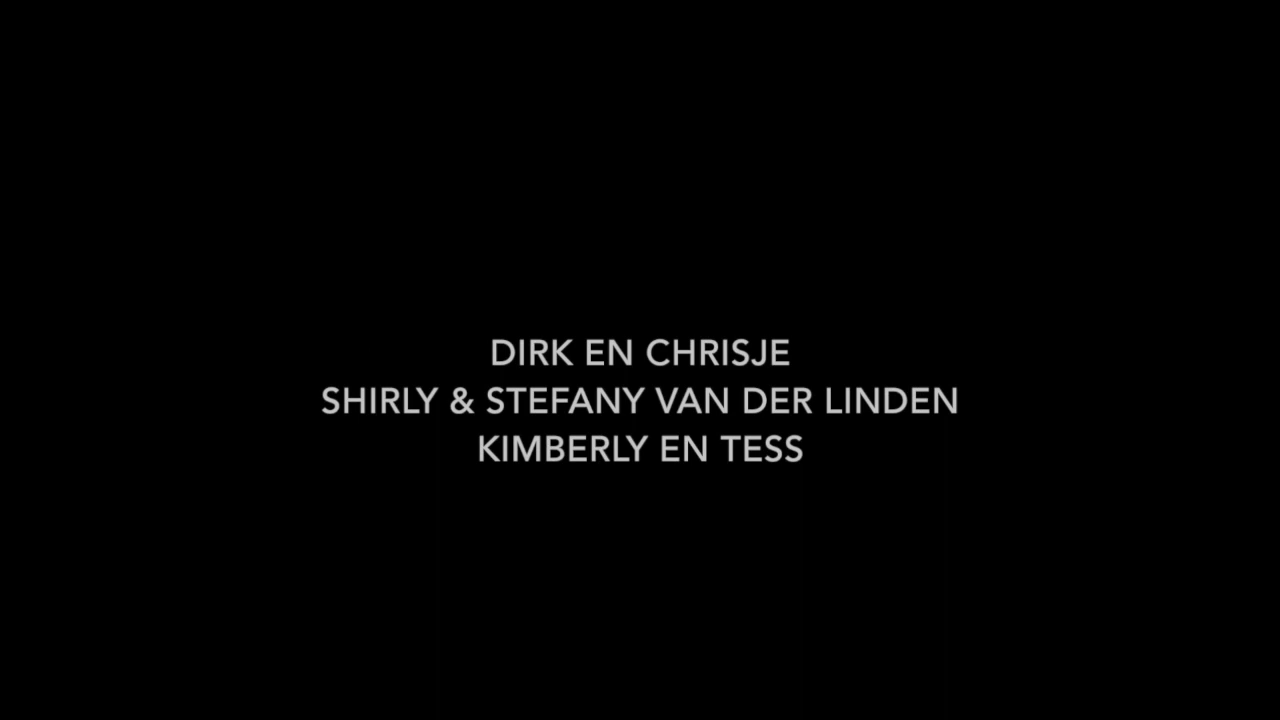 DIRK EN CHRISJE
SHIRLY & STEFANY VAN DER LINDEN
KIMBERLY EN TESS